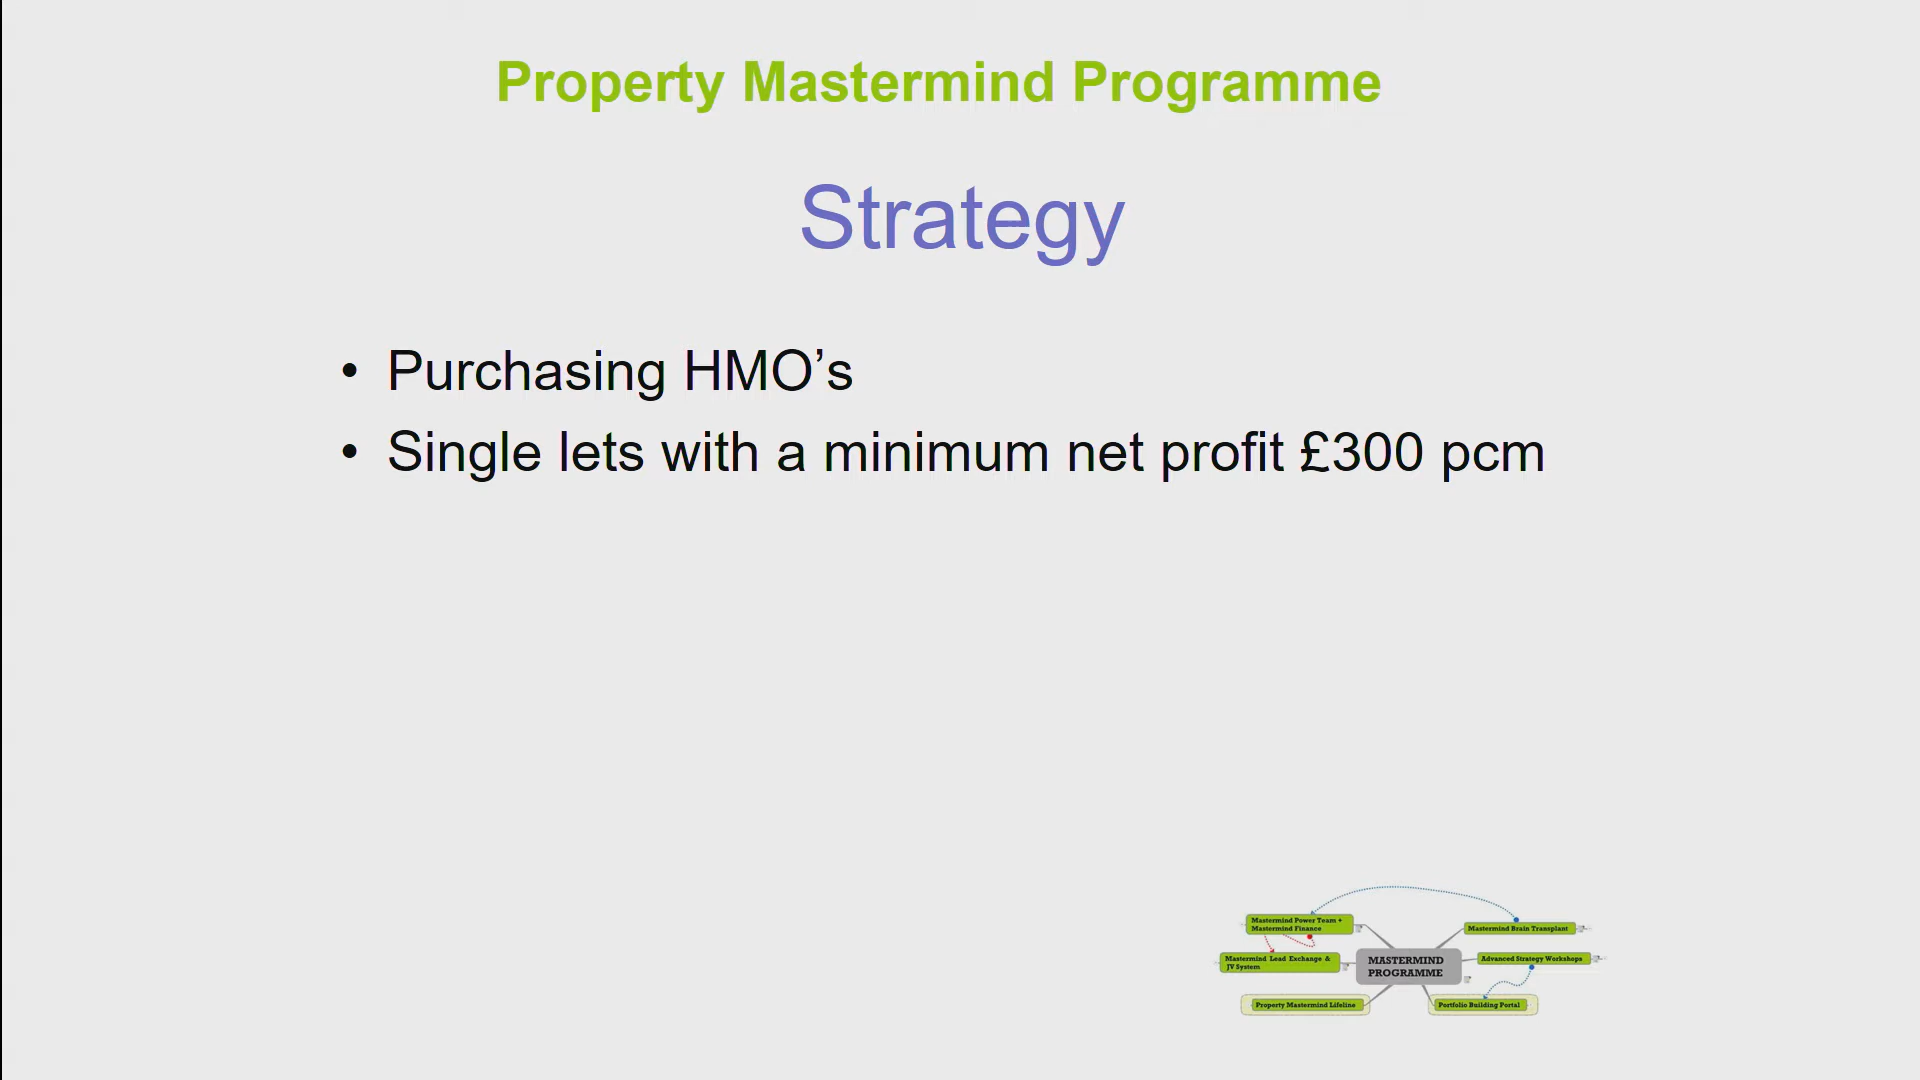 Property Mastermind Programme
Strategy
• Purchasing HMO’s
• Single lets with a minimum net profit £300 pcm
Mastermind Power Team +
Mastermind Finance
Mastermind Brain Transplant
Mastermind Lead Exchange &
JV System
MASTERMIND
PROGRAMME
Advanced Strategy Workshops
Property Mastermind Lifeline
Portfolio Building Portal